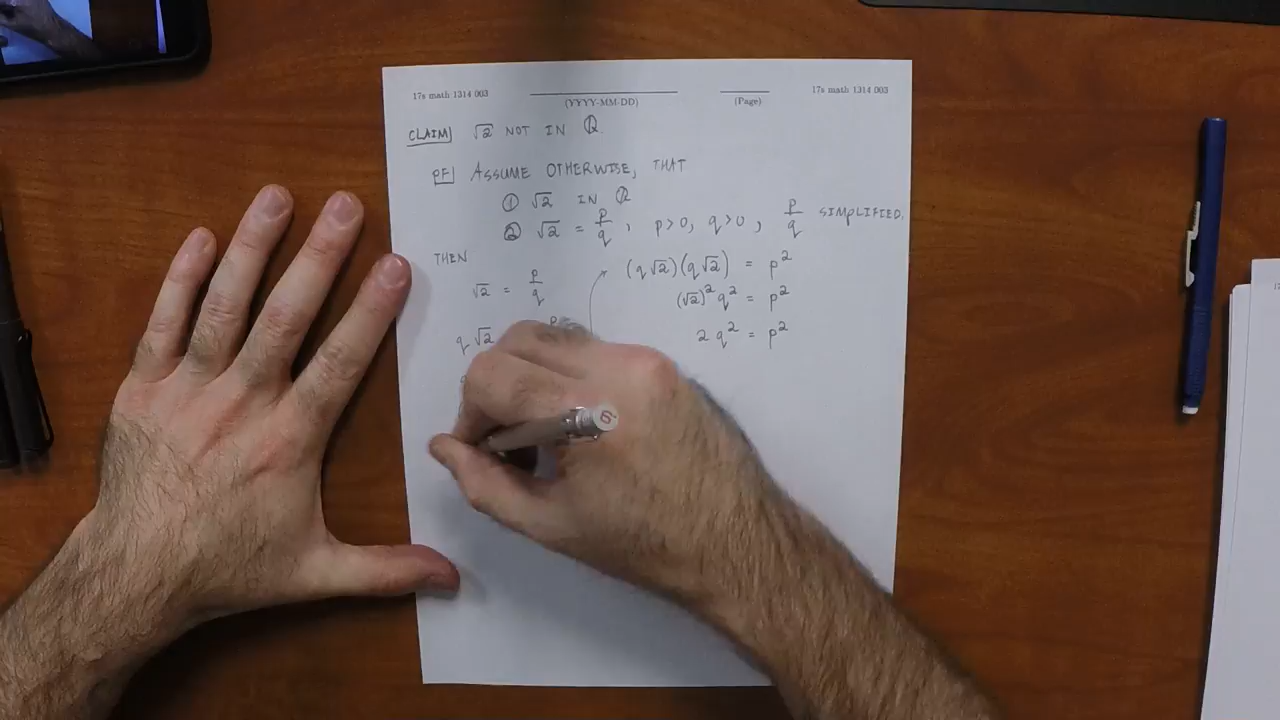 17s math 1314 003
(YYYY-MM-DD)
(Page)
17s math 1314 003
CLAIM √2 NOT IN ℚ.
PF ASSUME OTHERWISE, THAT
① √2 IN ℚ
② √2 = p/q, p>0, q>0, p/q SIMPLIFIED.
THEN
√2 = p/q
q√2
(q√2)(q√2) = p²
(√2)² q² = p²
2q² = p²